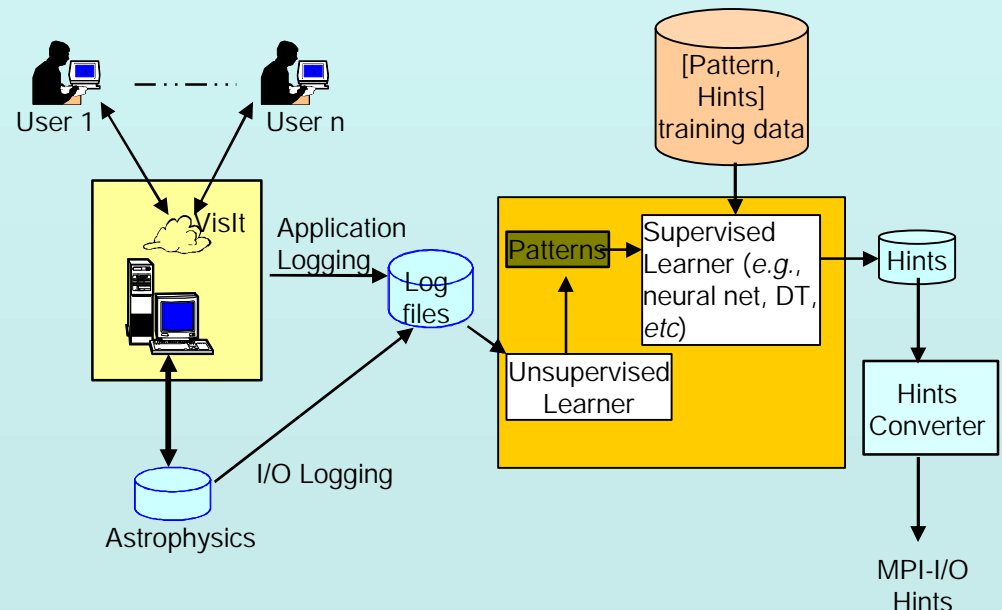 User 1
User n
[Pattern,
Hints]
training data
VisIt
Application
Logging
Log
files
Patterns
Supervised
Learner (e.g.,
neural net, DT,
etc)
Hints
Unsupervised
Learner
Hints
Converter
I/O Logging
Astrophysics
MPI-I/O
Hints